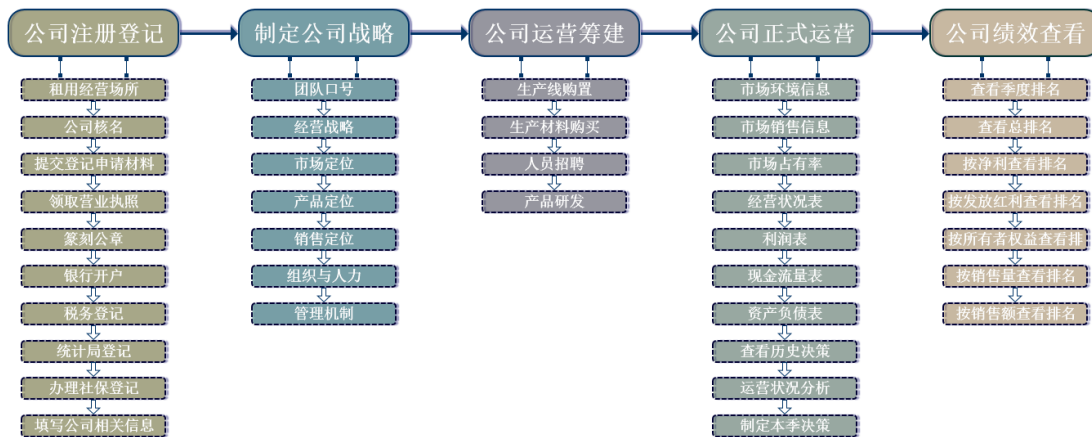 公司注册登记
制定公司战略
公司运营筹建
公司正式运营
公司绩效查看
租用经营场所
公司核名
提交登记申请材料
领取营业执照
篆刻公章
银行开户
税务登记
统计局登记
办理社保登记
填写公司相关信息
团队口号
经营战略
市场定位
产品定位
销售定位
组织与人力
管理机制
生产线购置
生产材料购买
人员招聘
产品研发
市场环境信息
市场销售信息
市场占有率
经营状况表
利润表
现金流量表
资产负债表
查看历史决策
运营状况分析
制定本季决策
查看季度排名
查看总排名
按净利查看排名
按发放红利查看排名
按所有者权益查看排
按销售量查看排名
按销售额查看排名